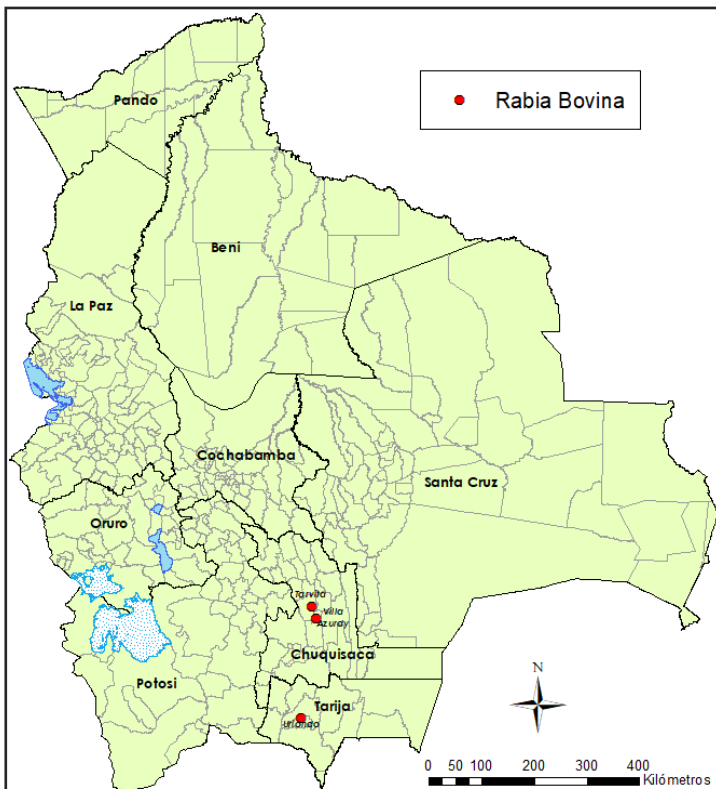 Pando
Rabia Bovina
Beni
La Paz
Cochabamba
Santa Cruz
Oruro
Tarvita
Villa
Azurduy
Chuquisaca
Potosi
Tarija
Uriondo
N
0 50 100 200 300 400
Kilómetros